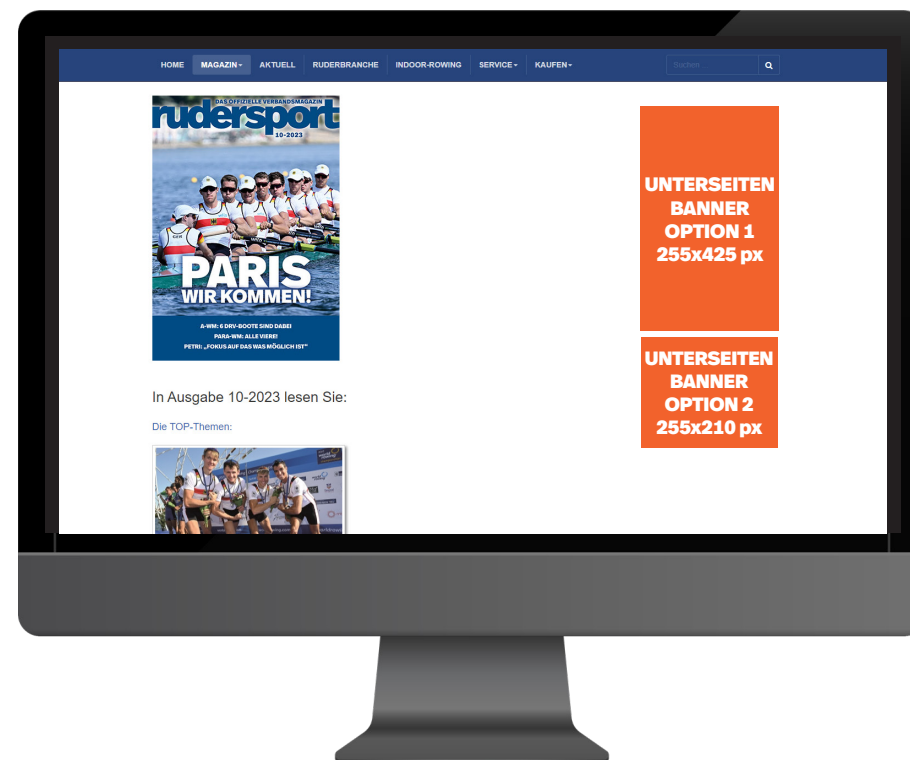 HOME MAGAZIN AKTUELL RUDERBRANCHE INDOOR-ROWING SERVICE KAUFEN Suchen ...
DAS OFFIZIELLE VERBANDSMAGAZIN
rudersport
10-2023
PARIS
WIR KOMMEN!
A-WM: 6 DRV-BOOTE SIND DABEI
PARA-WM: ALLE VIERE!
PETRI: „FOKUS AUF DAS WAS MÖGLICH IST"
In Ausgabe 10-2023 lesen Sie:
Die TOP-Themen:
UNTERSEITEN
BANNER
OPTION 1
255x425 px
UNTERSEITEN
BANNER
OPTION 2
255x210 px